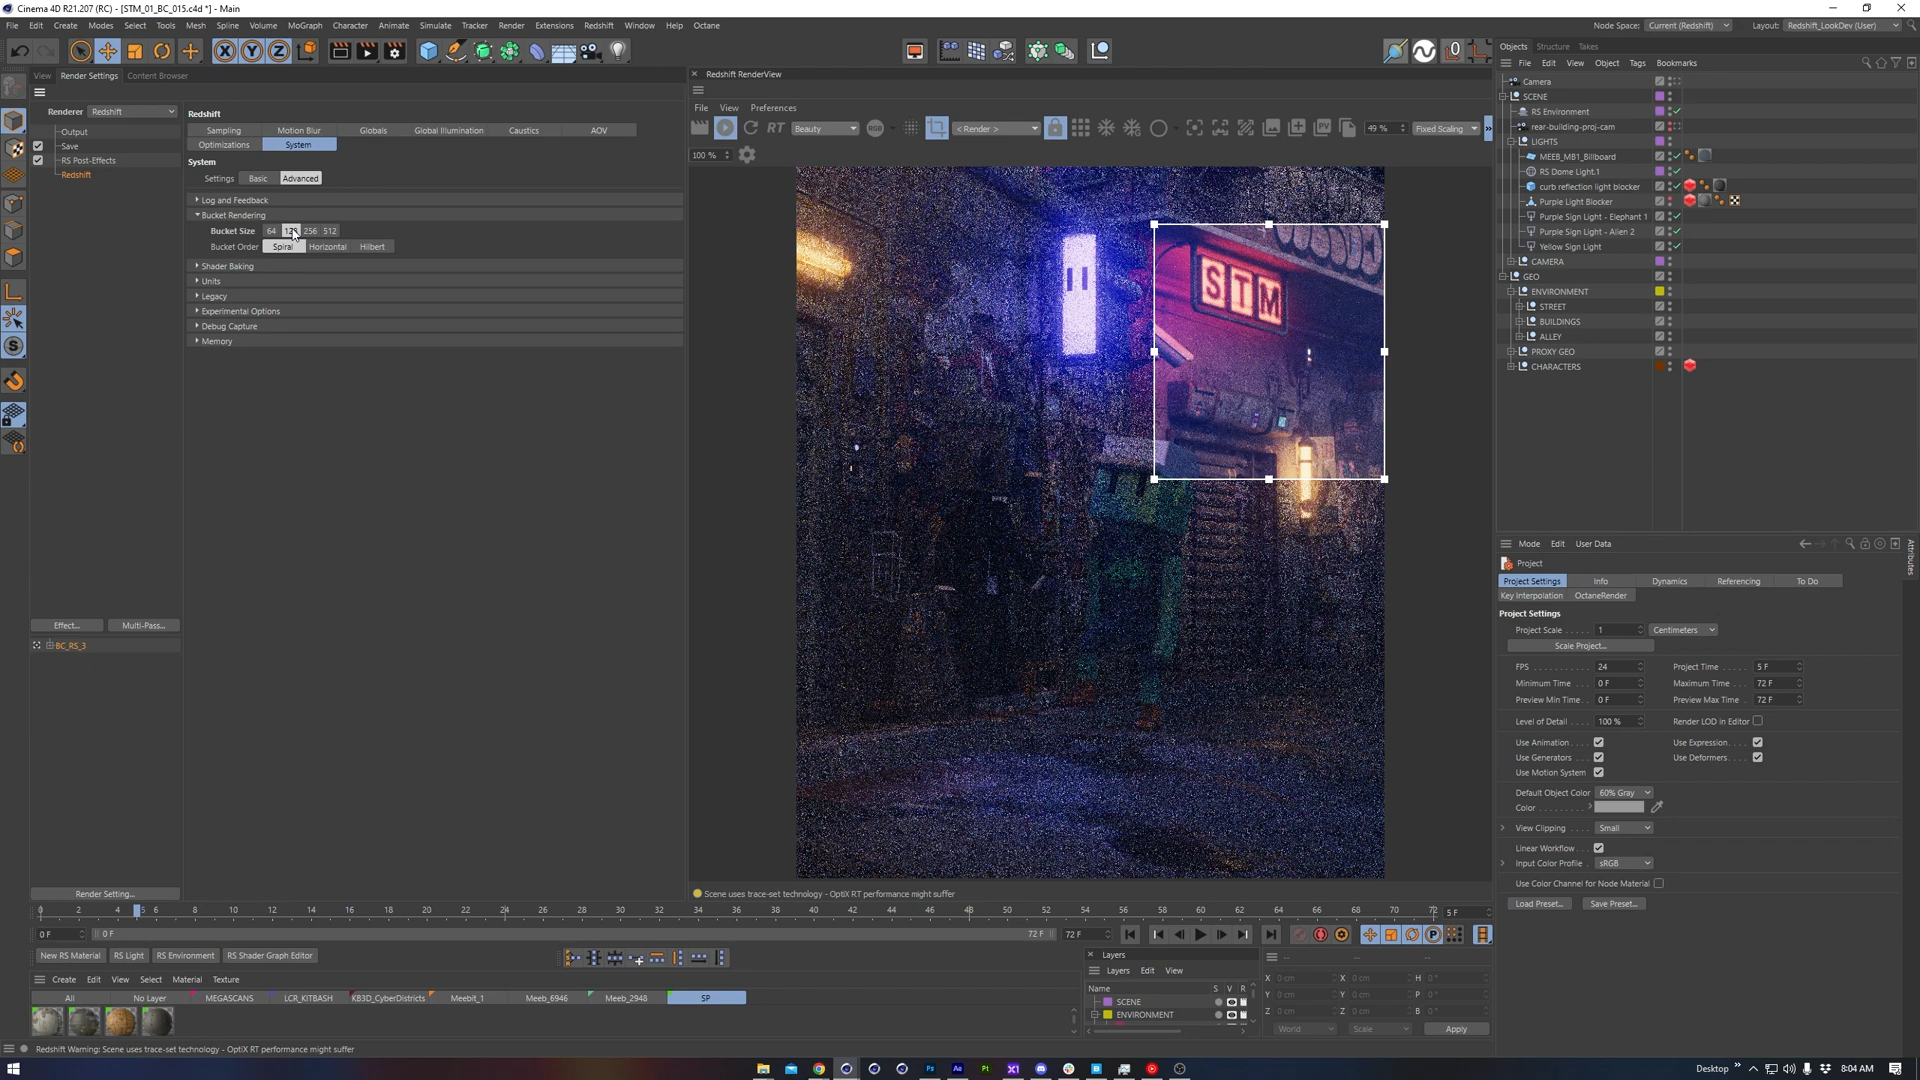 Cinema 4D R21.207 (RC) - [STM_01_BC_015.c4d *] - Main
File Edit Create Modes Select Tools Mesh Spline Volume MoGraph Character Animate Simulate Tracker Render Extensions Redshift Window Help Octane
Node Space: Current (Redshift) Layout: Redshift_LookDev (User)
View Render Settings Content Browser
Renderer Redshift
Output
Save
RS Post-Effects
Redshift
Effect... Multi-Pass...
BC_RS_3
Render Setting...
Redshift
Sampling Motion Blur Globals Global Illumination Caustics AOV
Optimizations System
System
Settings Basic Advanced
Log and Feedback
Bucket Rendering
Bucket Size 64 128 256 512
Bucket Order Spiral Horizontal Hilbert
Shader Baking
Units
Legacy
Experimental Options
Debug Capture
Memory
Redshift RenderView
File View Preferences
RT Beauty < Render > 49 % Fixed Scaling
100 %
STM
Scene uses trace-set technology - OptiX RT performance might suffer
Objects Structure Takes
File Edit View Object Tags Bookmarks
Camera
SCENE
RS Environment
rear-building-proj-cam
LIGHTS
MEEB_MB1_Billboard
RS Dome Light.1
curb reflection light blocker
Purple Light Blocker
Purple Sign Light - Elephant 1
Purple Sign Light - Alien 2
Yellow Sign Light
CAMERA
GEO
ENVIRONMENT
STREET
BUILDINGS
ALLEY
PROXY GEO
CHARACTERS
Mode Edit User Data
Attributes
Project
Project Settings Info Dynamics Referencing To Do
Key Interpolation OctaneRender
Project Settings
Project Scale 1 Centimeters
Scale Project...
FPS 24 Project Time 5 F
Minimum Time 0 F Maximum Time 72 F
Preview Min Time 0 F Preview Max Time 72 F
Level of Detail 100 % Render LOD in Editor
Use Animation Use Expression
Use Generators Use Deformers
Use Motion System
Default Object Color 60% Gray
Color
View Clipping Small
Linear Workflow
Input Color Profile sRGB
Use Color Channel for Node Material
Load Preset... Save Preset...
0 2 4 5 6 8 10 12 14 16 18 20 22 24 26 28 30 32 34 36 38 40 42 44 46 48 50 52 54 56 58 60 62 64 66 68 70 72 5 F
0 F 0 F 72 F 72 F
New RS Material RS Light RS Environment RS Shader Graph Editor
Create Edit View Select Material Texture
All No Layer MEGASCANS LCR_KITBASH KB3D_CyberDistricts Meebit_1 Meeb_6946 Meeb_2948 SP
Layers
Layers Edit View
Name S V R
SCENE
ENVIRONMENT
X 0 cm X 0 cm H 0 °
Y 0 cm Y 0 cm P 0 °
Z 0 cm Z 0 cm B 0 °
World Scale Apply
Redshift Warning: Scene uses trace-set technology - OptiX RT performance might suffer
Desktop 8:04 AM